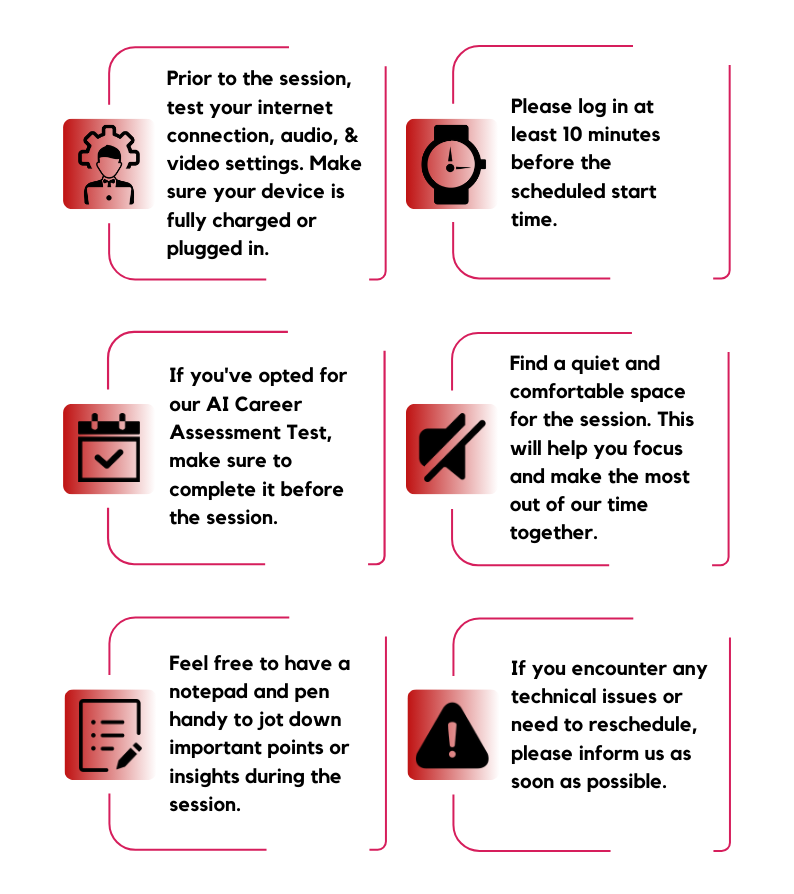 Prior to the session,
test your internet
connection, audio, &
video settings. Make
sure your device is
fully charged or
plugged in.
Please log in at
least 10 minutes
before the
scheduled start
time.
If you've opted for
our AI Career
Assessment Test,
make sure to
complete it before
the session.
Find a quiet and
comfortable space
for the session. This
will help you focus
and make the most
out of our time
together.
Feel free to have a
notepad and pen
handy to jot down
important points or
insights during the
session.
If you encounter any
technical issues or
need to reschedule,
please inform us as
soon as possible.